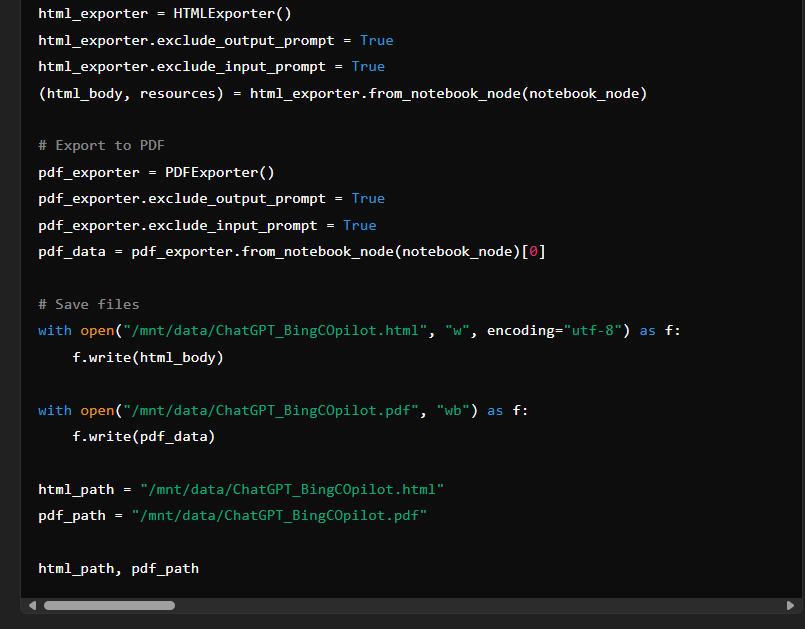 html_exporter = HTMLExporter()
html_exporter.exclude_output_prompt = True
html_exporter.exclude_input_prompt = True
(html_body, resources) = html_exporter.from_notebook_node(notebook_node)
# Export to PDF
pdf_exporter = PDFExporter()
pdf_exporter.exclude_output_prompt = True
pdf_exporter.exclude_input_prompt = True
pdf_data = pdf_exporter.from_notebook_node(notebook_node)[0]
# Save files
with open("/mnt/data/ChatGPT_BingCOpilot.html", "w", encoding="utf-8") as f:
    f.write(html_body)
with open("/mnt/data/ChatGPT_BingCOpilot.pdf", "wb") as f:
    f.write(pdf_data)
html_path = "/mnt/data/ChatGPT_BingCOpilot.html"
pdf_path = "/mnt/data/ChatGPT_BingCOpilot.pdf"
html_path, pdf_path